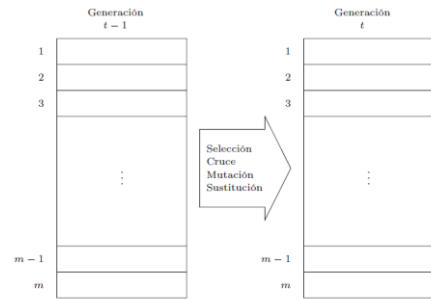 Generación
t − 1
1
2
3
⋮
m − 1
m
Selección
Cruce
Mutación
Sustitución
Generación
t
1
2
3
⋮
m − 1
m